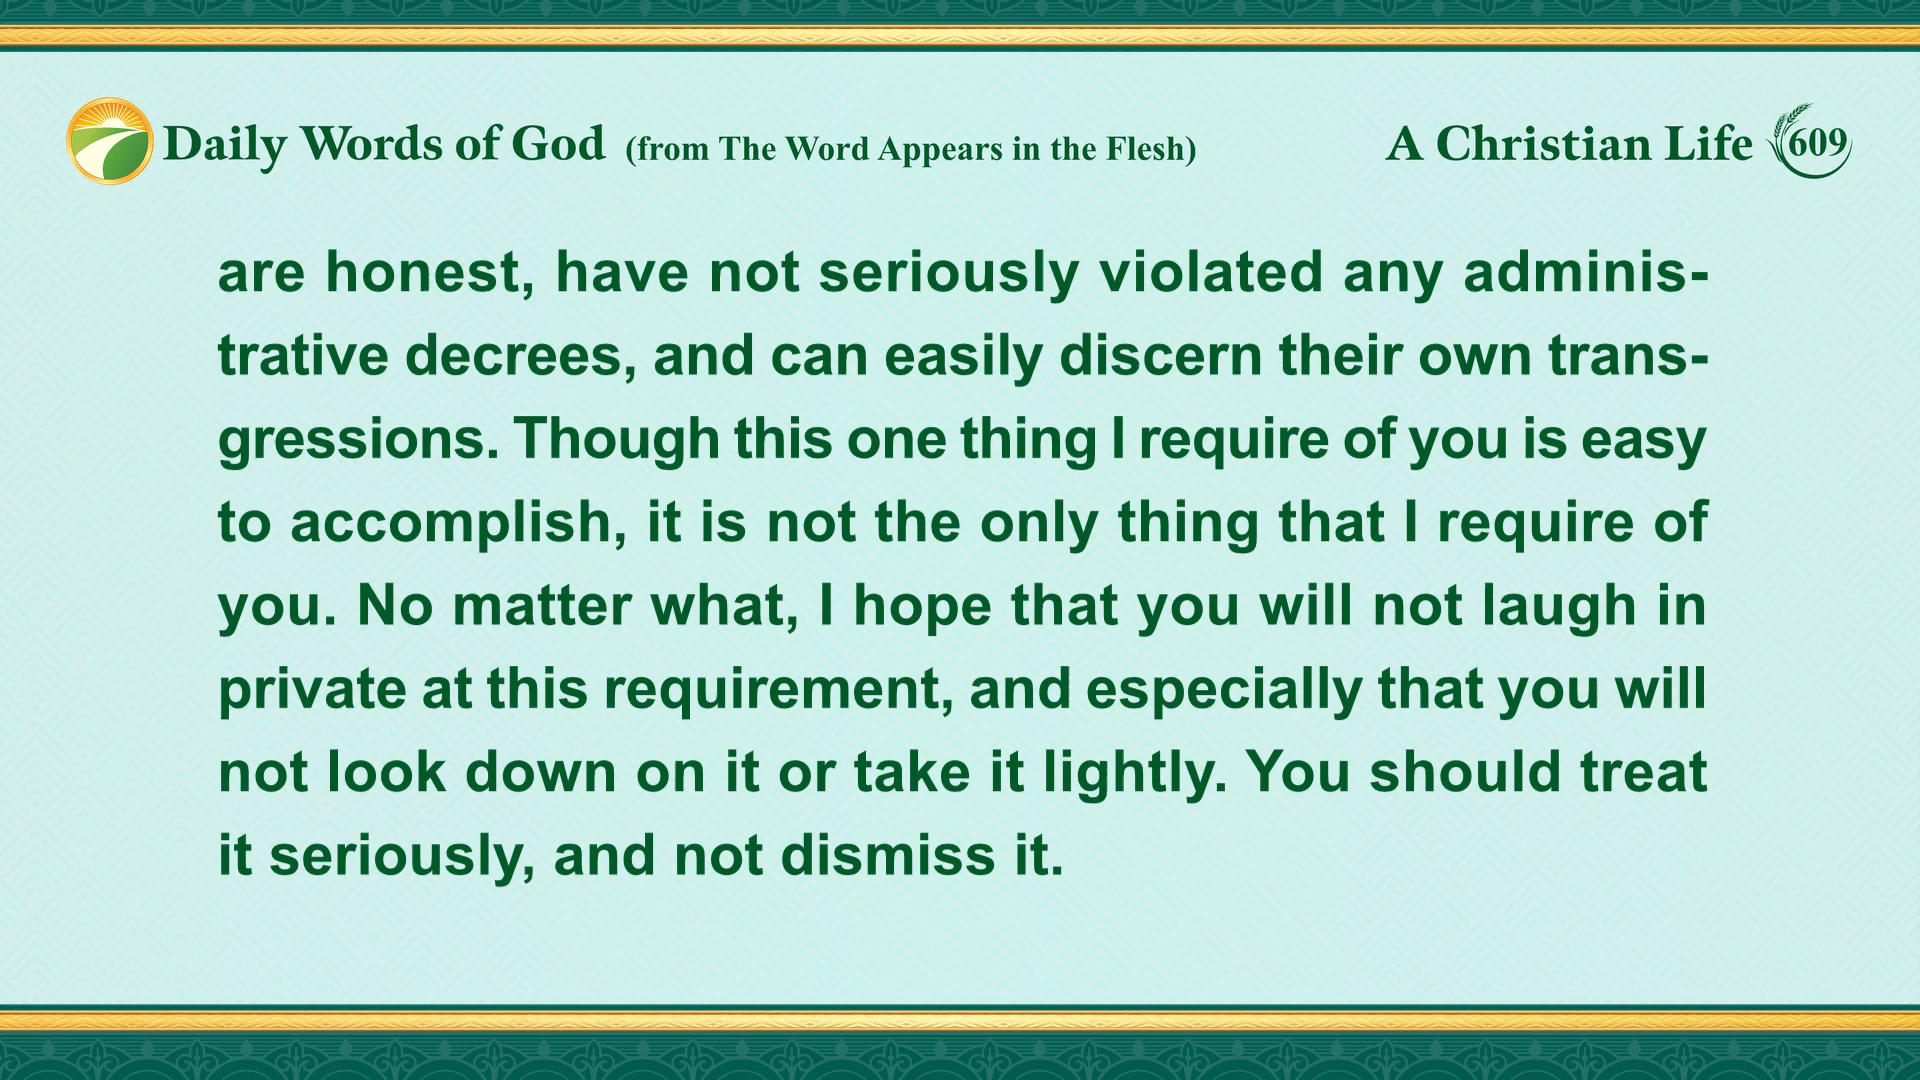 Daily Words of God (from The Word Appears in the Flesh)
A Christian Life 609
are honest, have not seriously violated any adminis-
trative decrees, and can easily discern their own trans-
gressions. Though this one thing I require of you is easy
to accomplish, it is not the only thing that I require of
you. No matter what, I hope that you will not laugh in
private at this requirement, and especially that you will
not look down on it or take it lightly. You should treat
it seriously, and not dismiss it.